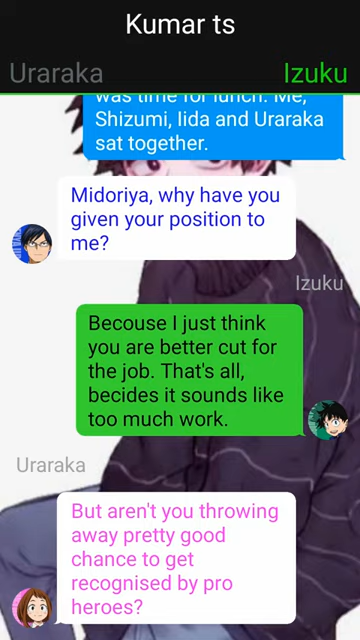 Kumar ts
Uraraka
Izuku
was time for lunch. Me,
Shizumi, Iida and Uraraka
sat together.
Midoriya, why have you
given your position to
me?
Izuku
Becouse I just think
you are better cut for
the job. That's all,
becides it sounds like
too much work.
Uraraka
But aren't you throwing
away pretty good
chance to get
recognised by pro
heroes?